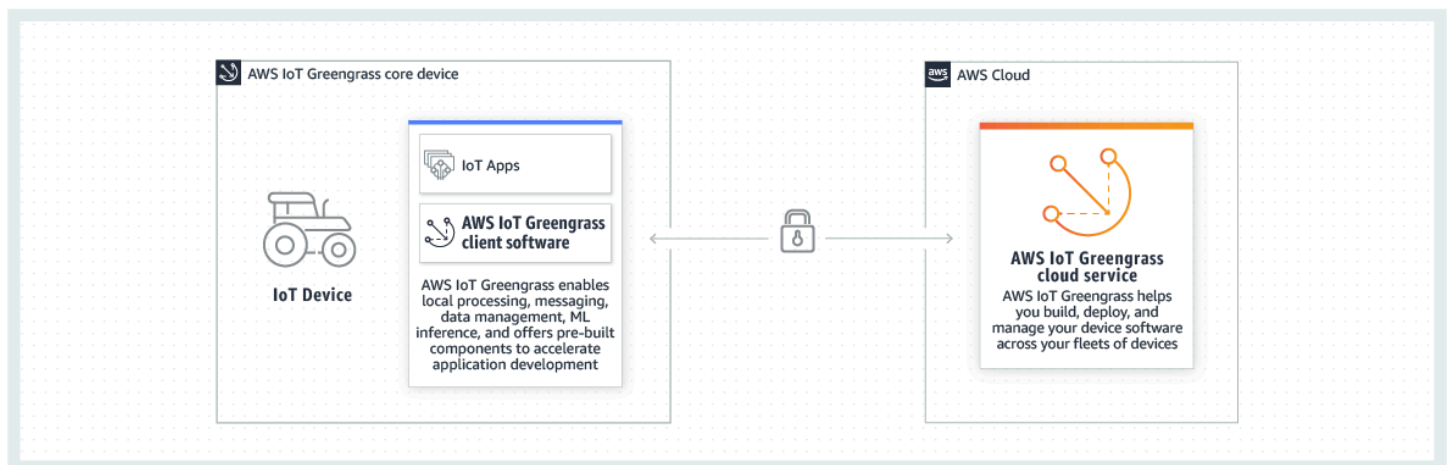 AWS IoT Greengrass core device
IoT Device
IoT Apps
AWS IoT Greengrass
client software
AWS IoT Greengrass enables
local processing, messaging,
data management, ML
inference, and offers pre-built
components to accelerate
application development
aws
AWS Cloud
AWS IoT Greengrass
cloud service
AWS IoT Greengrass helps
you build, deploy, and
manage your device software
across your fleets of devices